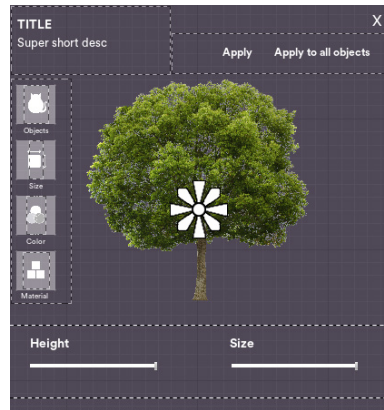 TITLE
X
Super short desc
Apply
Apply to all objects
Objects
Size
Color
Material
Height
Size